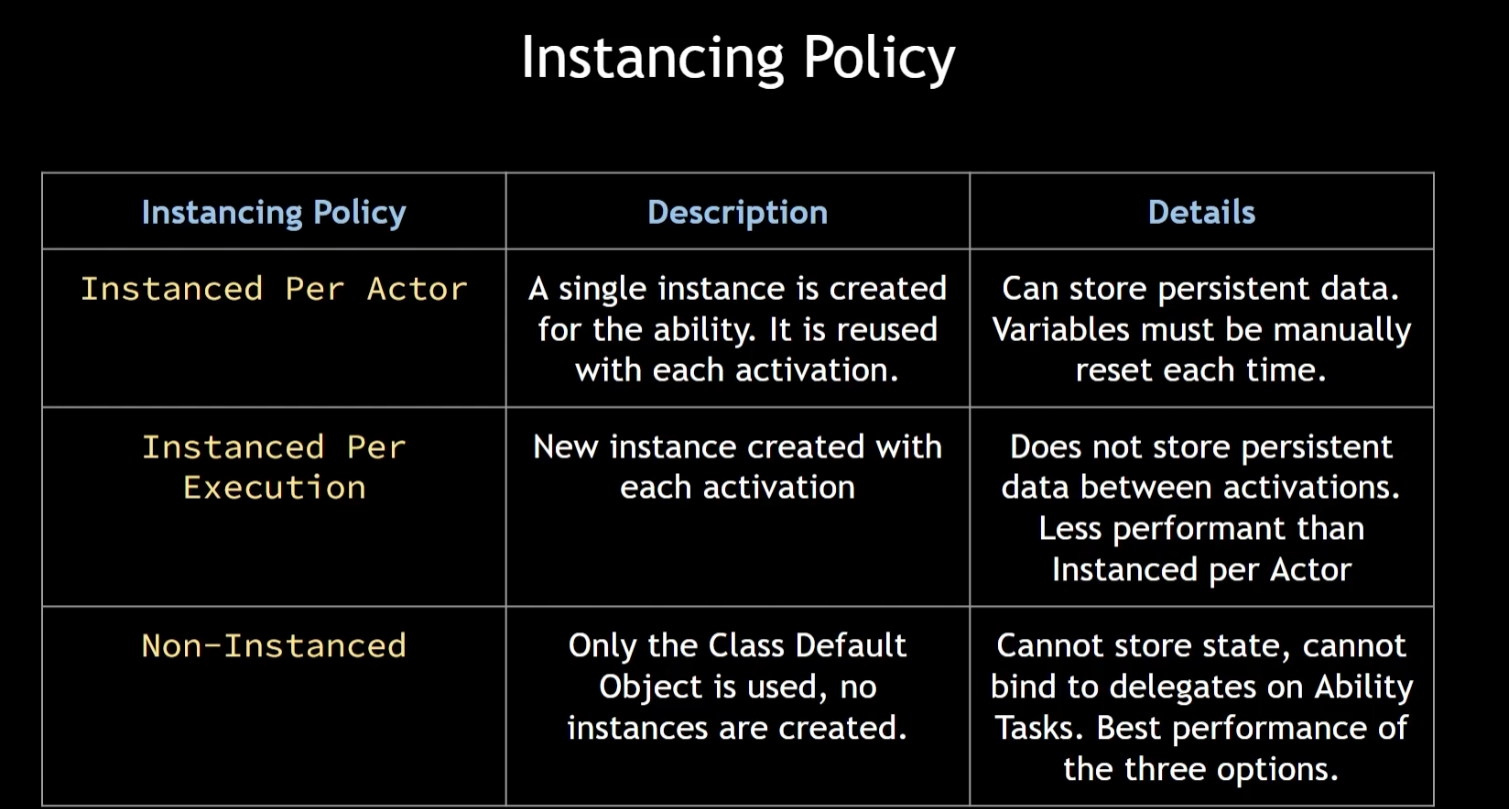 Instancing Policy
Instancing Policy
Description
Details
Instanced Per Actor
A single instance is created
for the ability. It is reused
with each activation.
Can store persistent data.
Variables must be manually
reset each time.
Instanced Per
Execution
New instance created with
each activation
Does not store persistent
data between activations.
Less performant than
Instanced per Actor
Non-Instanced
Only the Class Default
Object is used, no
instances are created.
Cannot store state, cannot
bind to delegates on Ability
Tasks. Best performance of
the three options.